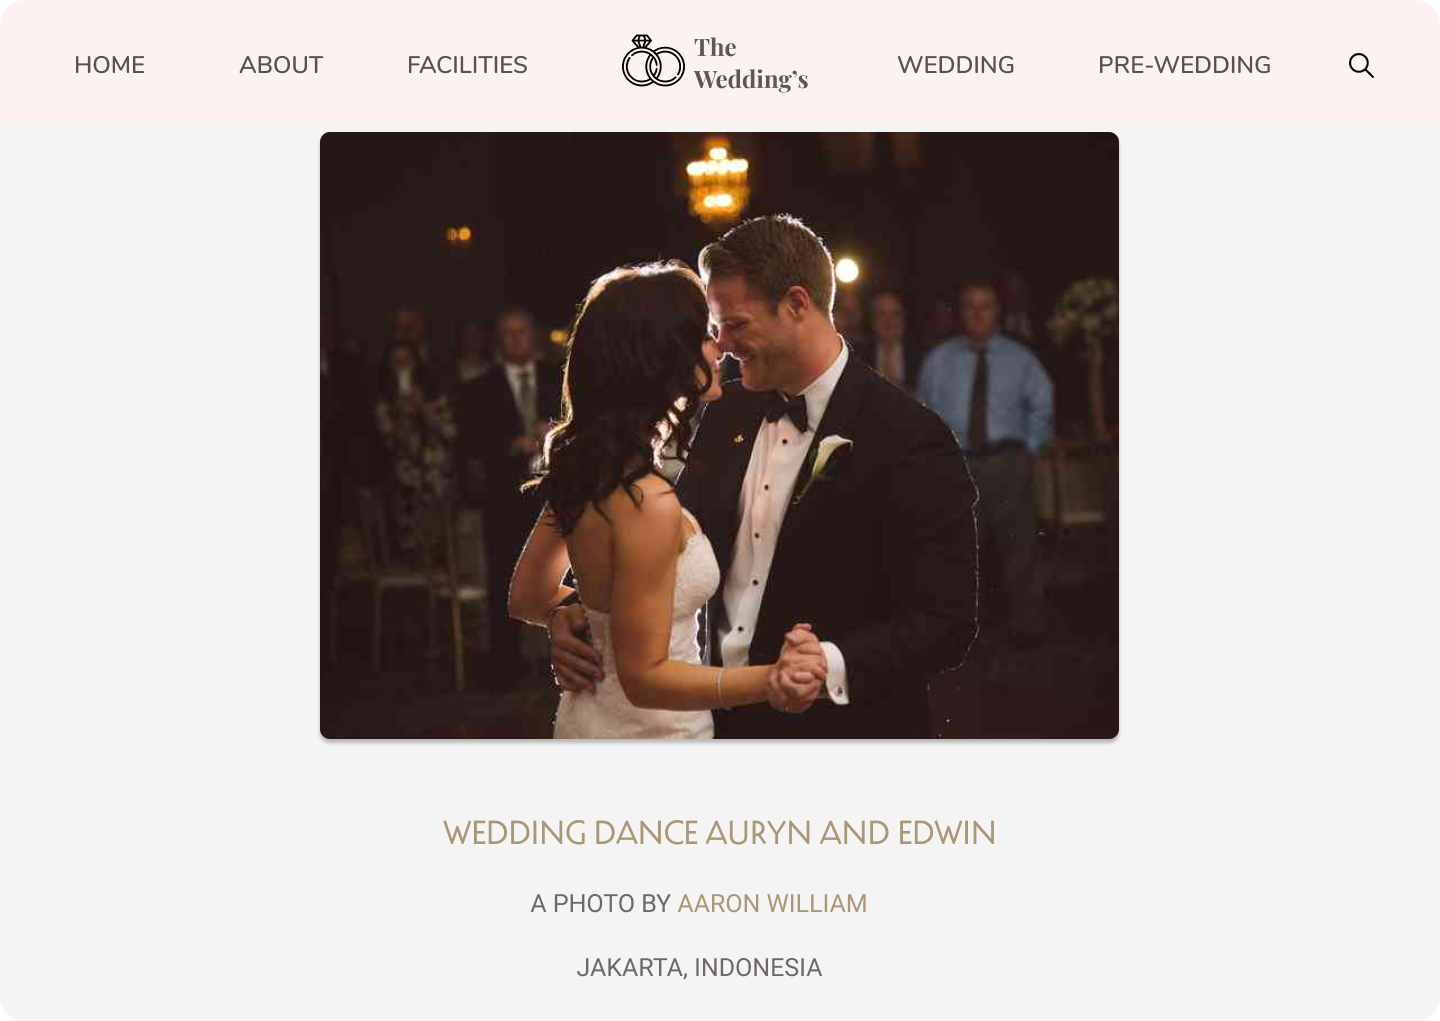 HOME
ABOUT
FACILITIES
The
Wedding’s
WEDDING
PRE-WEDDING
WEDDING DANCE AURYN AND EDWIN
A PHOTO BY AARON WILLIAM
JAKARTA, INDONESIA